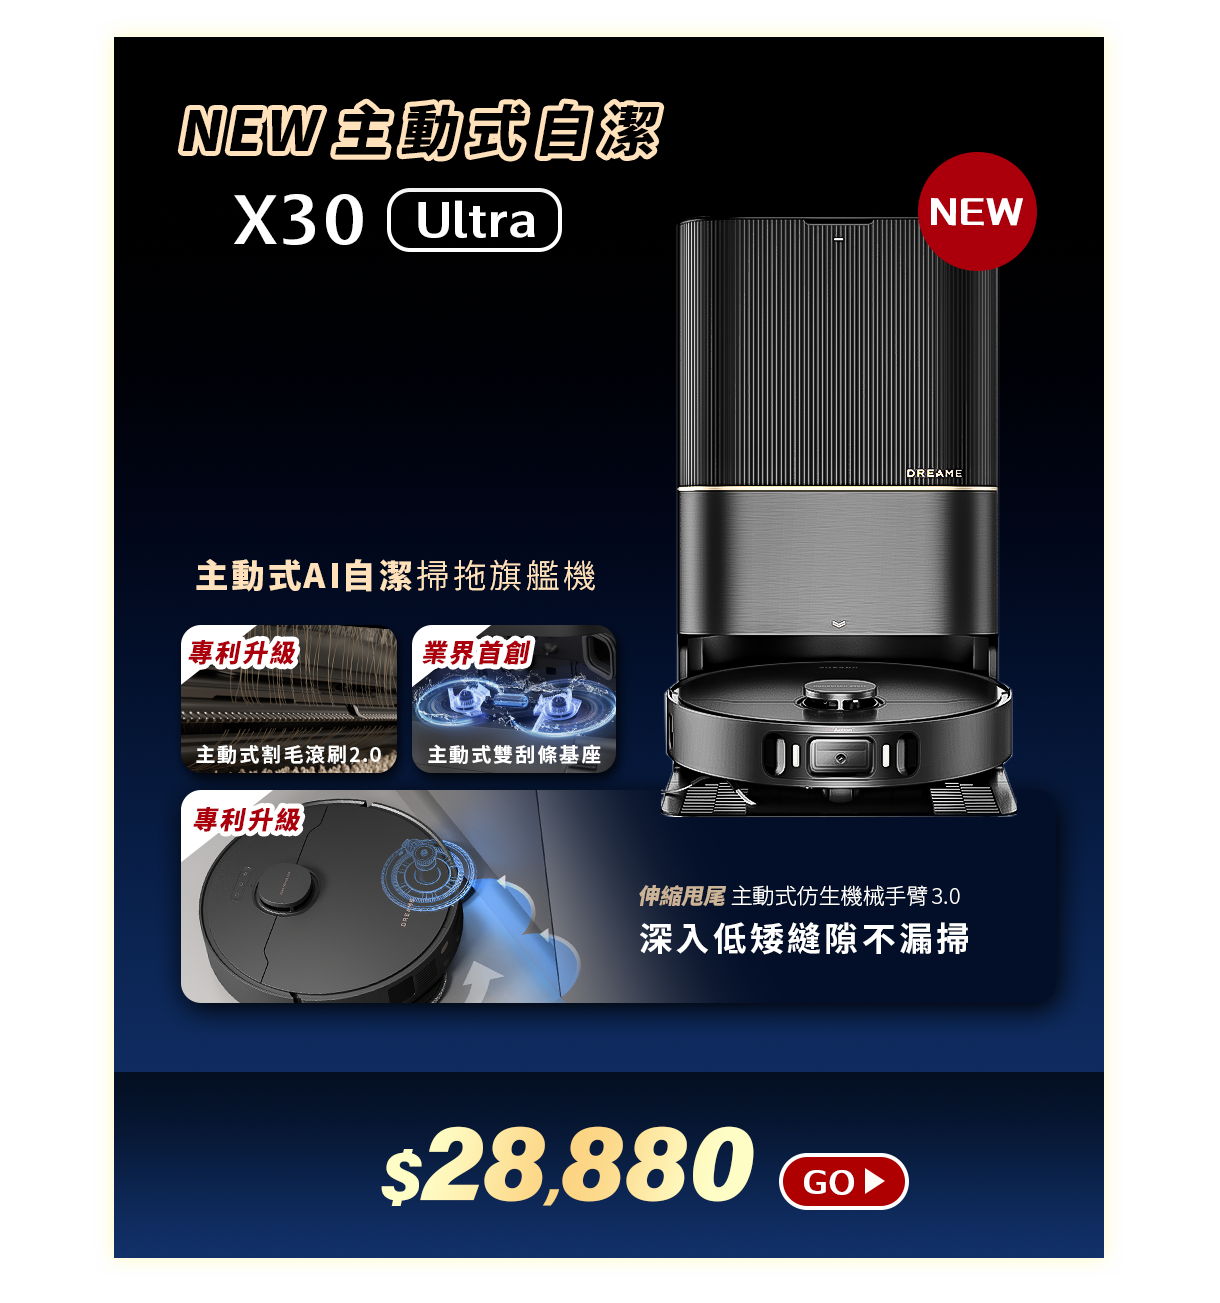 NEW 主動式自潔
X30 Ultra
NEW
DREAME
主動式AI自潔掃拖旗艦機
專利升級
主動式割毛滾刷2.0
業界首創
主動式雙刮條基座
專利升級
DREAME
伸縮甩尾 主動式仿生機械手臂 3.0
深入低矮縫隙不漏掃
$28,880
GO